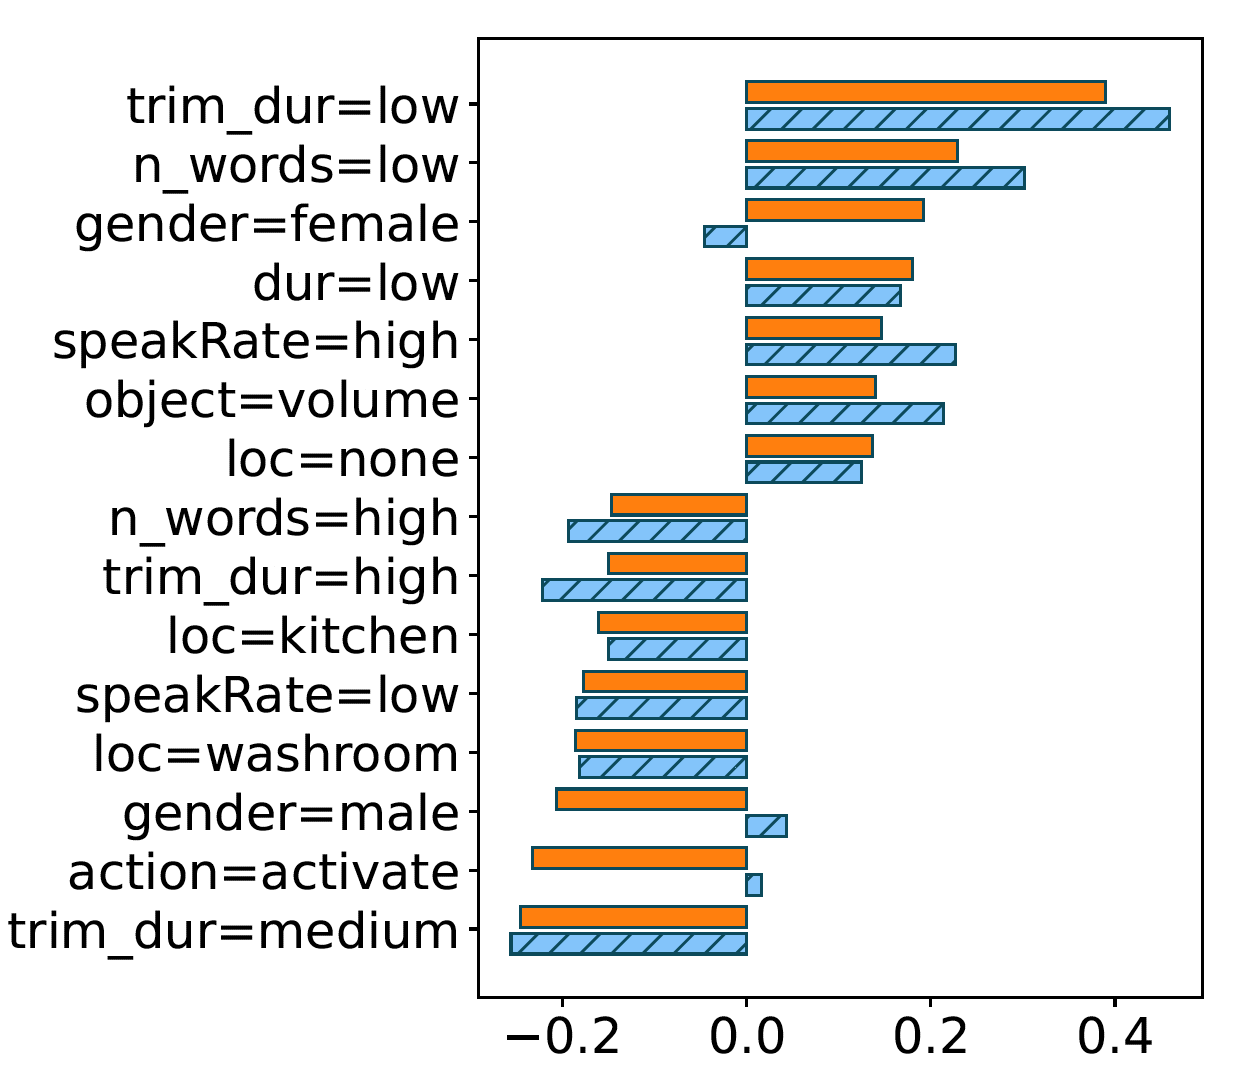 trim_dur=low
n_words=low
gender=female
dur=low
speakRate=high
object=volume
loc=none
n_words=high
trim_dur=high
loc=kitchen
speakRate=low
loc=washroom
gender=male
action=activate
trim_dur=medium
−0.2 0.0 0.2 0.4